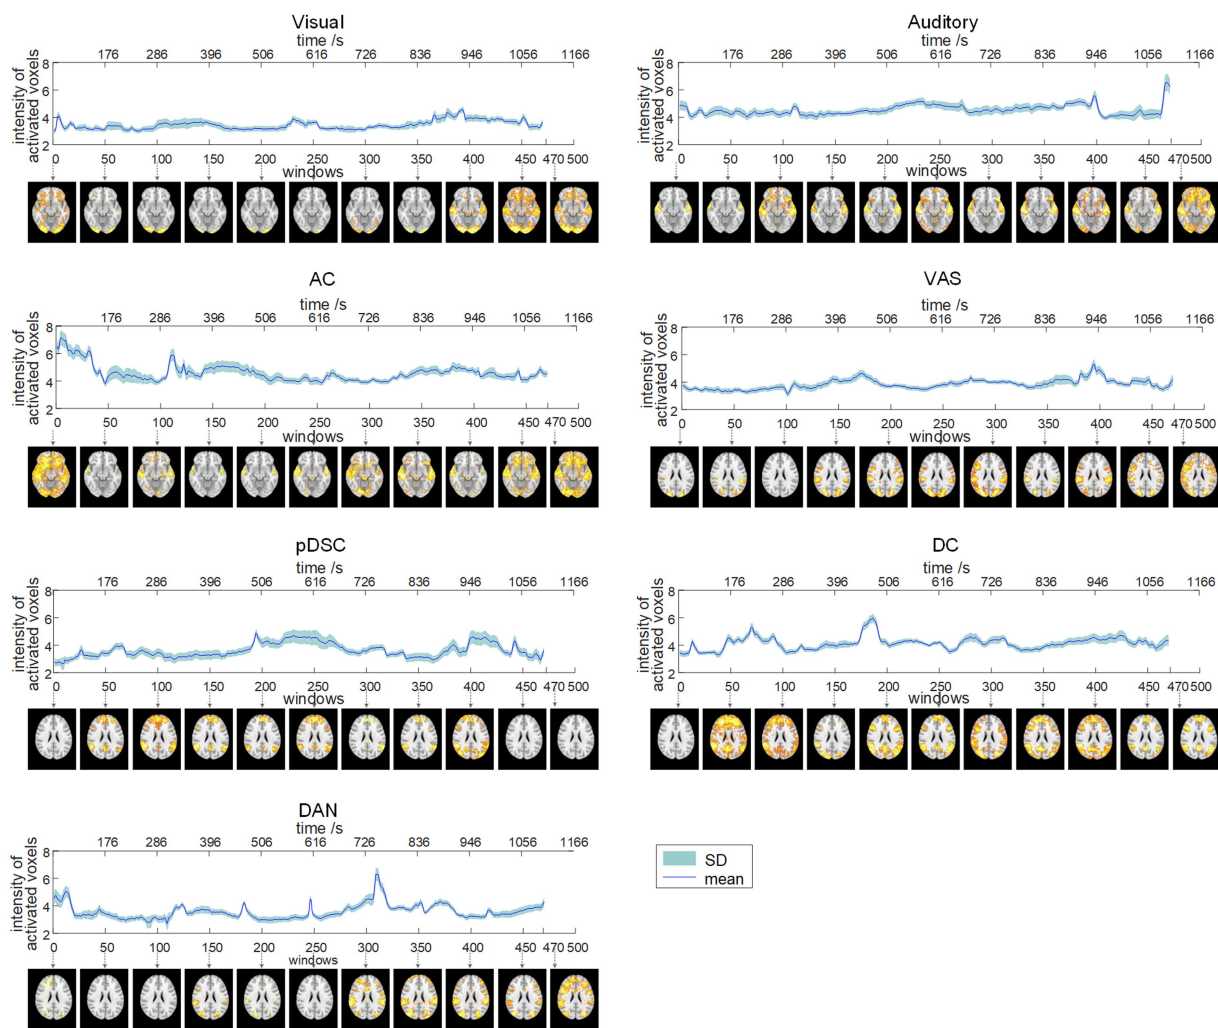 Visual
time /s
176 286 396 506 616 726 836 946 1056 1166
intensity of
activated voxels
8
6
4
2
0 50 100 150 200 250 300 350 400 450 470 500
windows
Auditory
time /s
176 286 396 506 616 726 836 946 1056 1166
intensity of
activated voxels
8
6
4
2
0 50 100 150 200 250 300 350 400 450 470 500
windows
AC
time /s
176 286 396 506 616 726 836 946 1056 1166
intensity of
activated voxels
8
6
4
2
0 50 100 150 200 250 300 350 400 450 470 500
windows
VAS
time /s
176 286 396 506 616 726 836 946 1056 1166
intensity of
activated voxels
8
6
4
2
0 50 100 150 200 250 300 350 400 450 470 500
windows
pDSC
time /s
176 286 396 506 616 726 836 946 1056 1166
intensity of
activated voxels
8
6
4
2
0 50 100 150 200 250 300 350 400 450 470 500
windows
DC
time /s
176 286 396 506 616 726 836 946 1056 1166
intensity of
activated voxels
8
6
4
2
0 50 100 150 200 250 300 350 400 450 470 500
windows
DAN
time /s
176 286 396 506 616 726 836 946 1056 1166
intensity of
activated voxels
8
6
4
2
0 50 100 150 200 250 300 350 400 450 470 500
windows
SD
mean